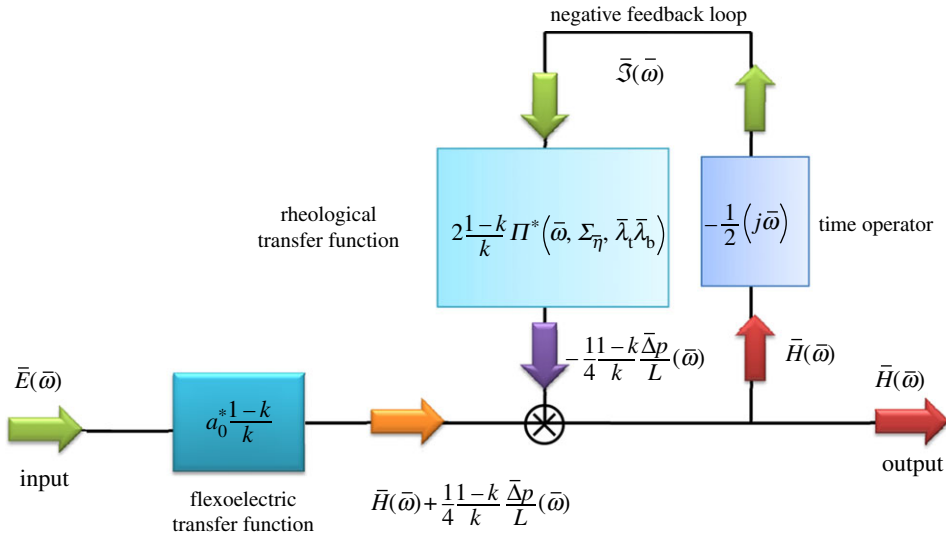 negative feedback loop
ℑ̄(ω̄)
rheological
transfer function
2 (1−k)/k Π*(ω̄, Σ_η̄, λ̄_t λ̄_b)
−1/2 (jω̄)
time operator
−1/4 (1−k)/k Δ̄p/L (ω̄)
H̄(ω̄)
Ē(ω̄)
H̄(ω̄)
a₀* (1−k)/k
input
output
flexoelectric
transfer function
H̄(ω̄) + 1/4 (1−k)/k Δ̄p/L (ω̄)